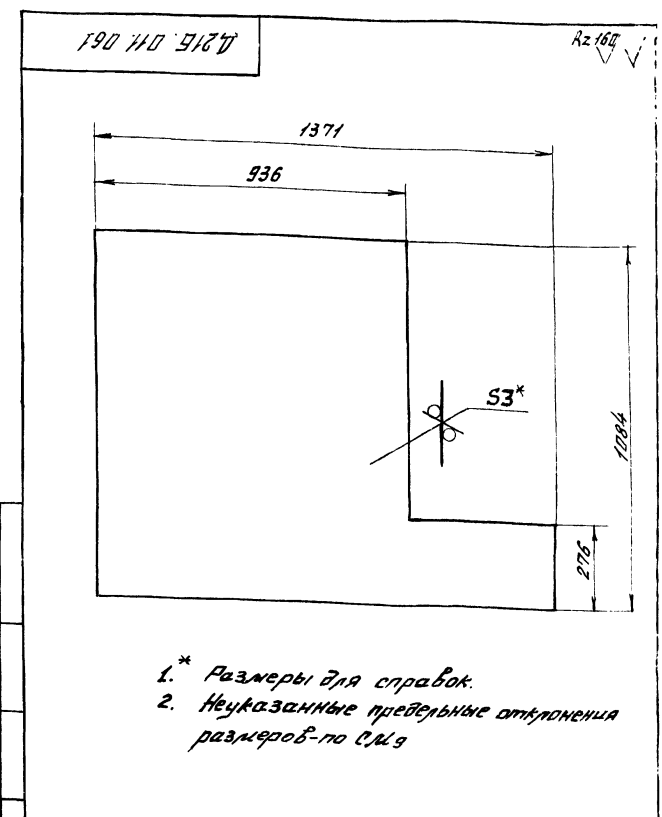 Д216. 011. 061
Rz 160
1371
936
S3*
1084
276
1.* Размеры для справок.
2. Неуказанные предельные отклонения
размеров-по СМ9